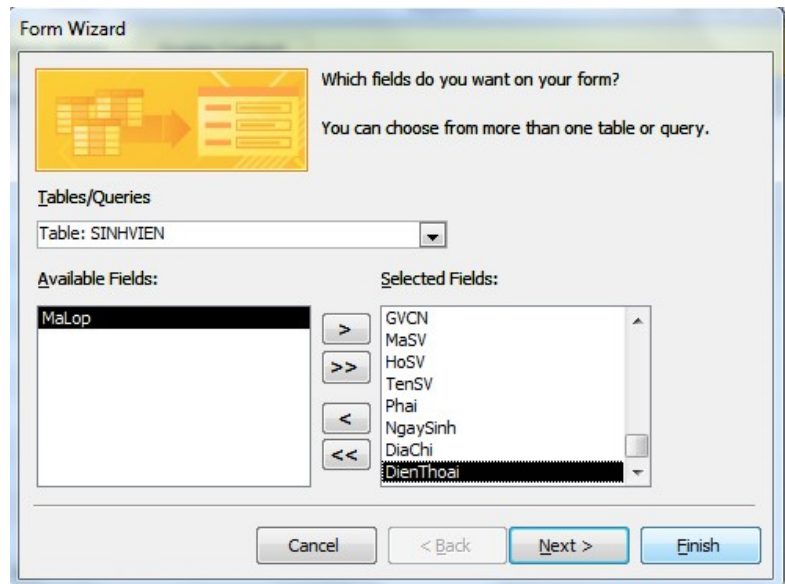 Form Wizard
Which fields do you want on your form?
You can choose from more than one table or query.
Tables/Queries
Table: SINHVIEN
Available Fields:
Selected Fields:
MaLop
>
>>
<
<<
GVCN
MaSV
HoSV
TenSV
Phai
NgaySinh
DiaChi
DienThoai
Cancel
< Back
Next >
Finish